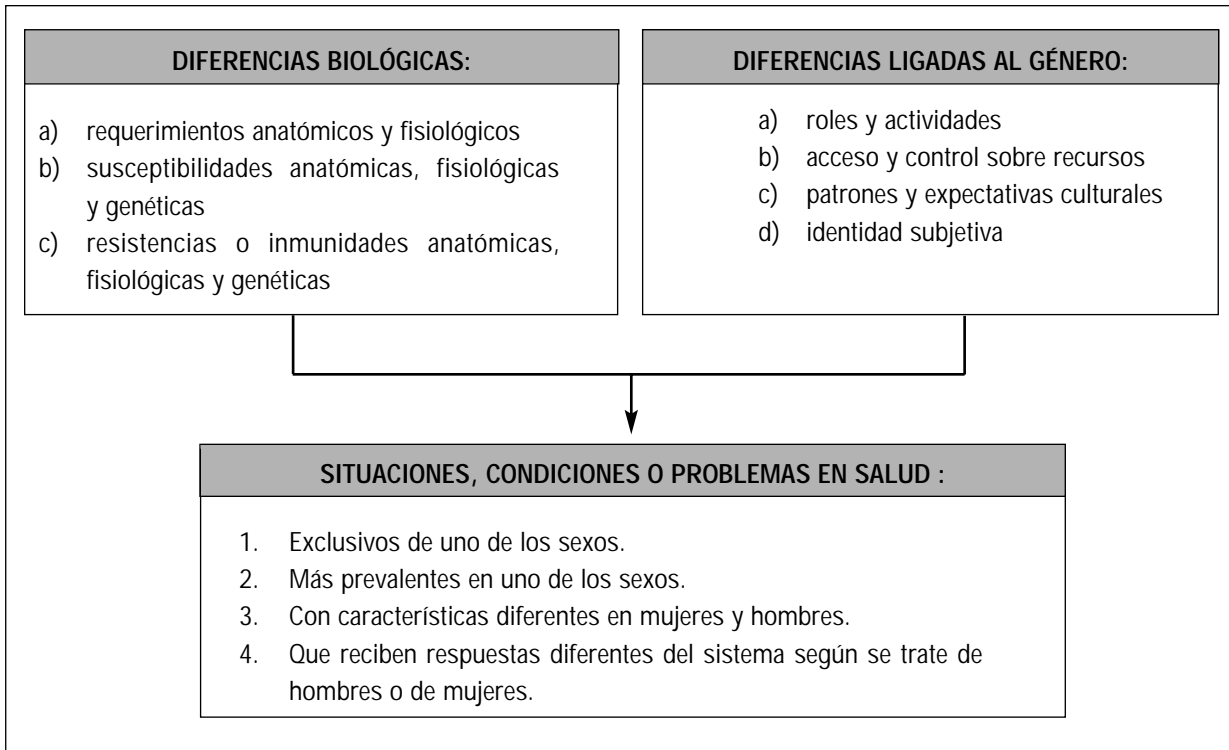 DIFERENCIAS BIOLÓGICAS:
a) requerimientos anatómicos y fisiológicos
b) susceptibilidades anatómicas, fisiológicas
y genéticas
c) resistencias o inmunidades anatómicas,
fisiológicas y genéticas
DIFERENCIAS LIGADAS AL GÉNERO:
a) roles y actividades
b) acceso y control sobre recursos
c) patrones y expectativas culturales
d) identidad subjetiva
SITUACIONES, CONDICIONES O PROBLEMAS EN SALUD :
1. Exclusivos de uno de los sexos.
2. Más prevalentes en uno de los sexos.
3. Con características diferentes en mujeres y hombres.
4. Que reciben respuestas diferentes del sistema según se trate de
hombres o de mujeres.